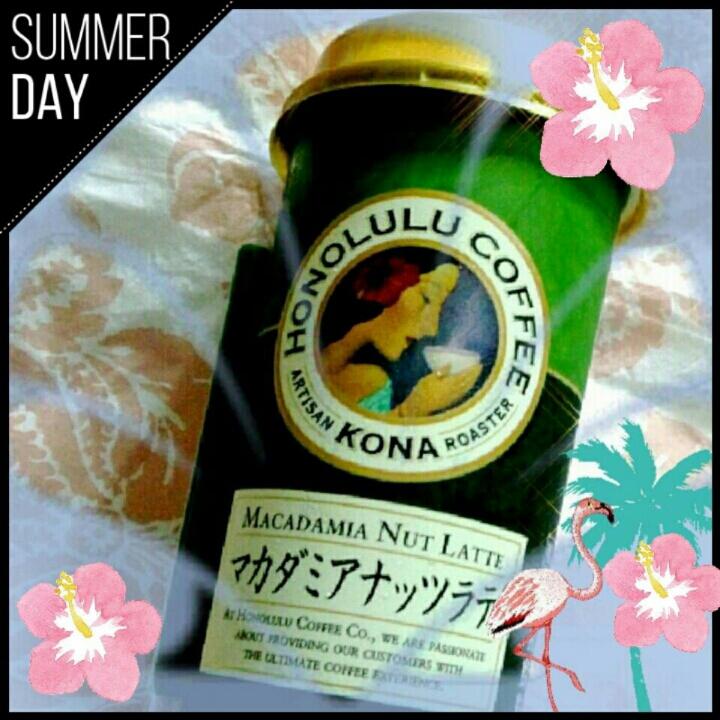 SUMMER
DAY
HONOLULU COFFEE
ARTISAN KONA ROASTER
MACADAMIA NUT LATTE
マカダミアナッツラテ
AT HONOLULU COFFEE CO., WE ARE PASSIONATE
ABOUT PROVIDING OUR CUSTOMERS WITH
THE ULTIMATE COFFEE EXPERIENCE.